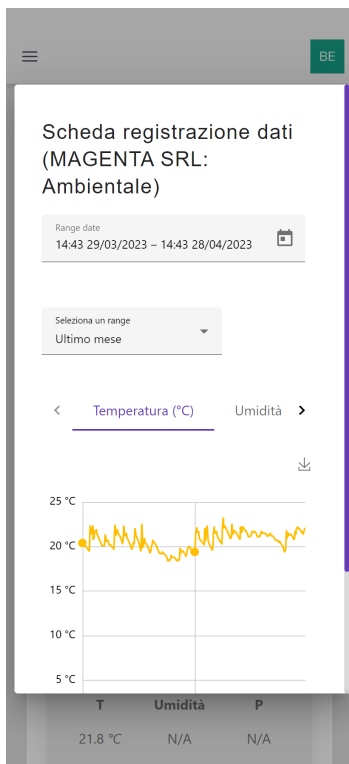 BE
Scheda registrazione dati
(MAGENTA SRL:
Ambientale)
Range date
14:43 29/03/2023 – 14:43 28/04/2023
Seleziona un range
Ultimo mese
Temperatura (°C) Umidità
25 °C
20 °C
15 °C
10 °C
5 °C
T Umidità P
21.8 °C N/A N/A